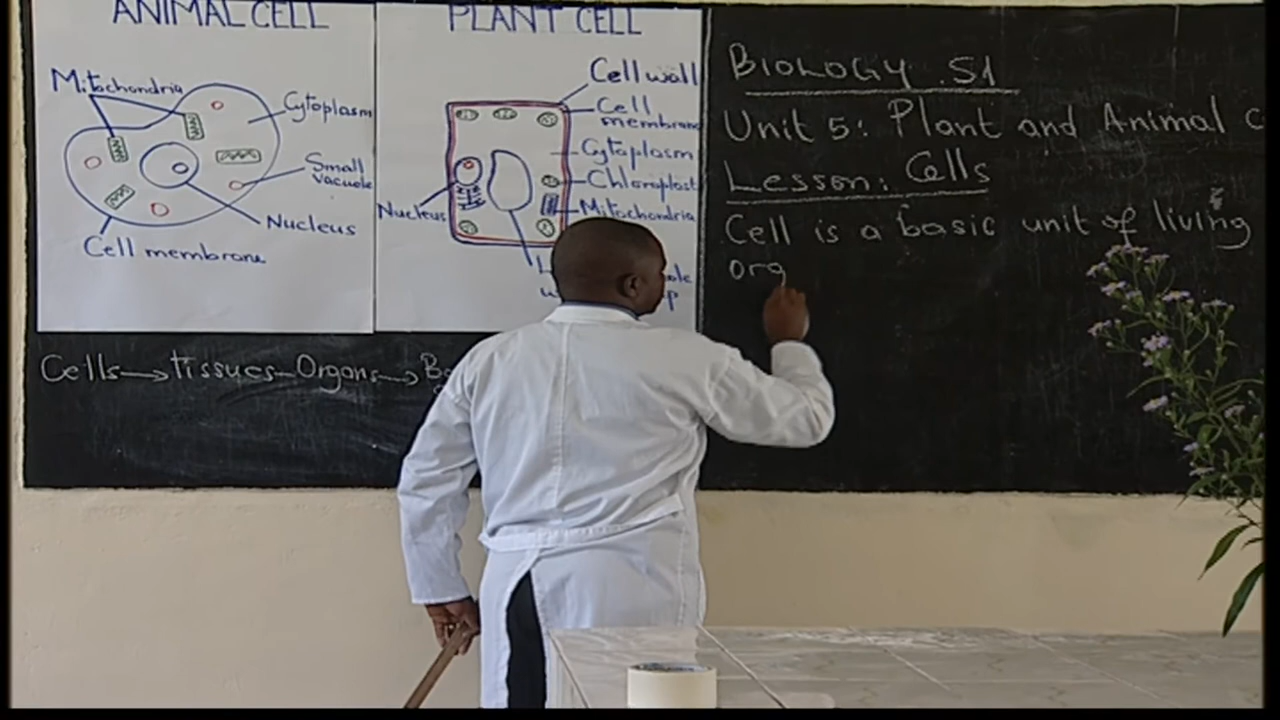 ANIMAL CELL
Mitochondria
Cytoplasm
Small
vacuole
Nucleus
Cell membrane
PLANT CELL
Cell wall
Cell
membrane
Cytoplasm
Chloroplast
Mitochondria
Nucleus
Cells → tissues - Organs →
BIOLOGY S1
Unit 5: Plant and Animal
Lesson: Cells
Cell is a basic unit of living
org